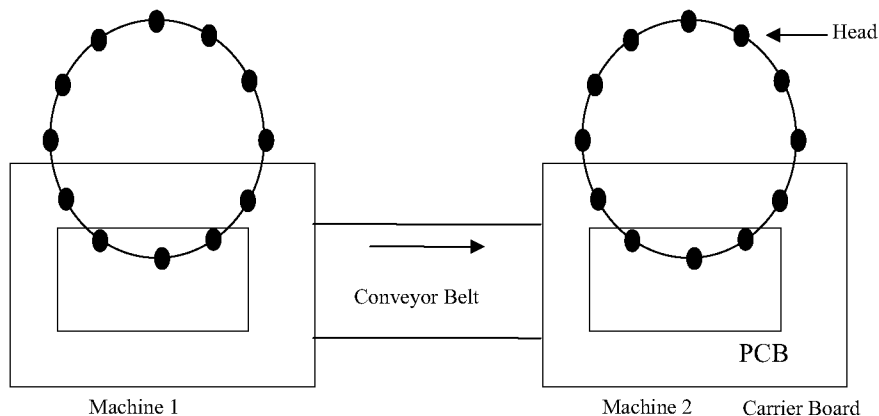 Head
Conveyor Belt
PCB
Machine 1
Machine 2
Carrier Board